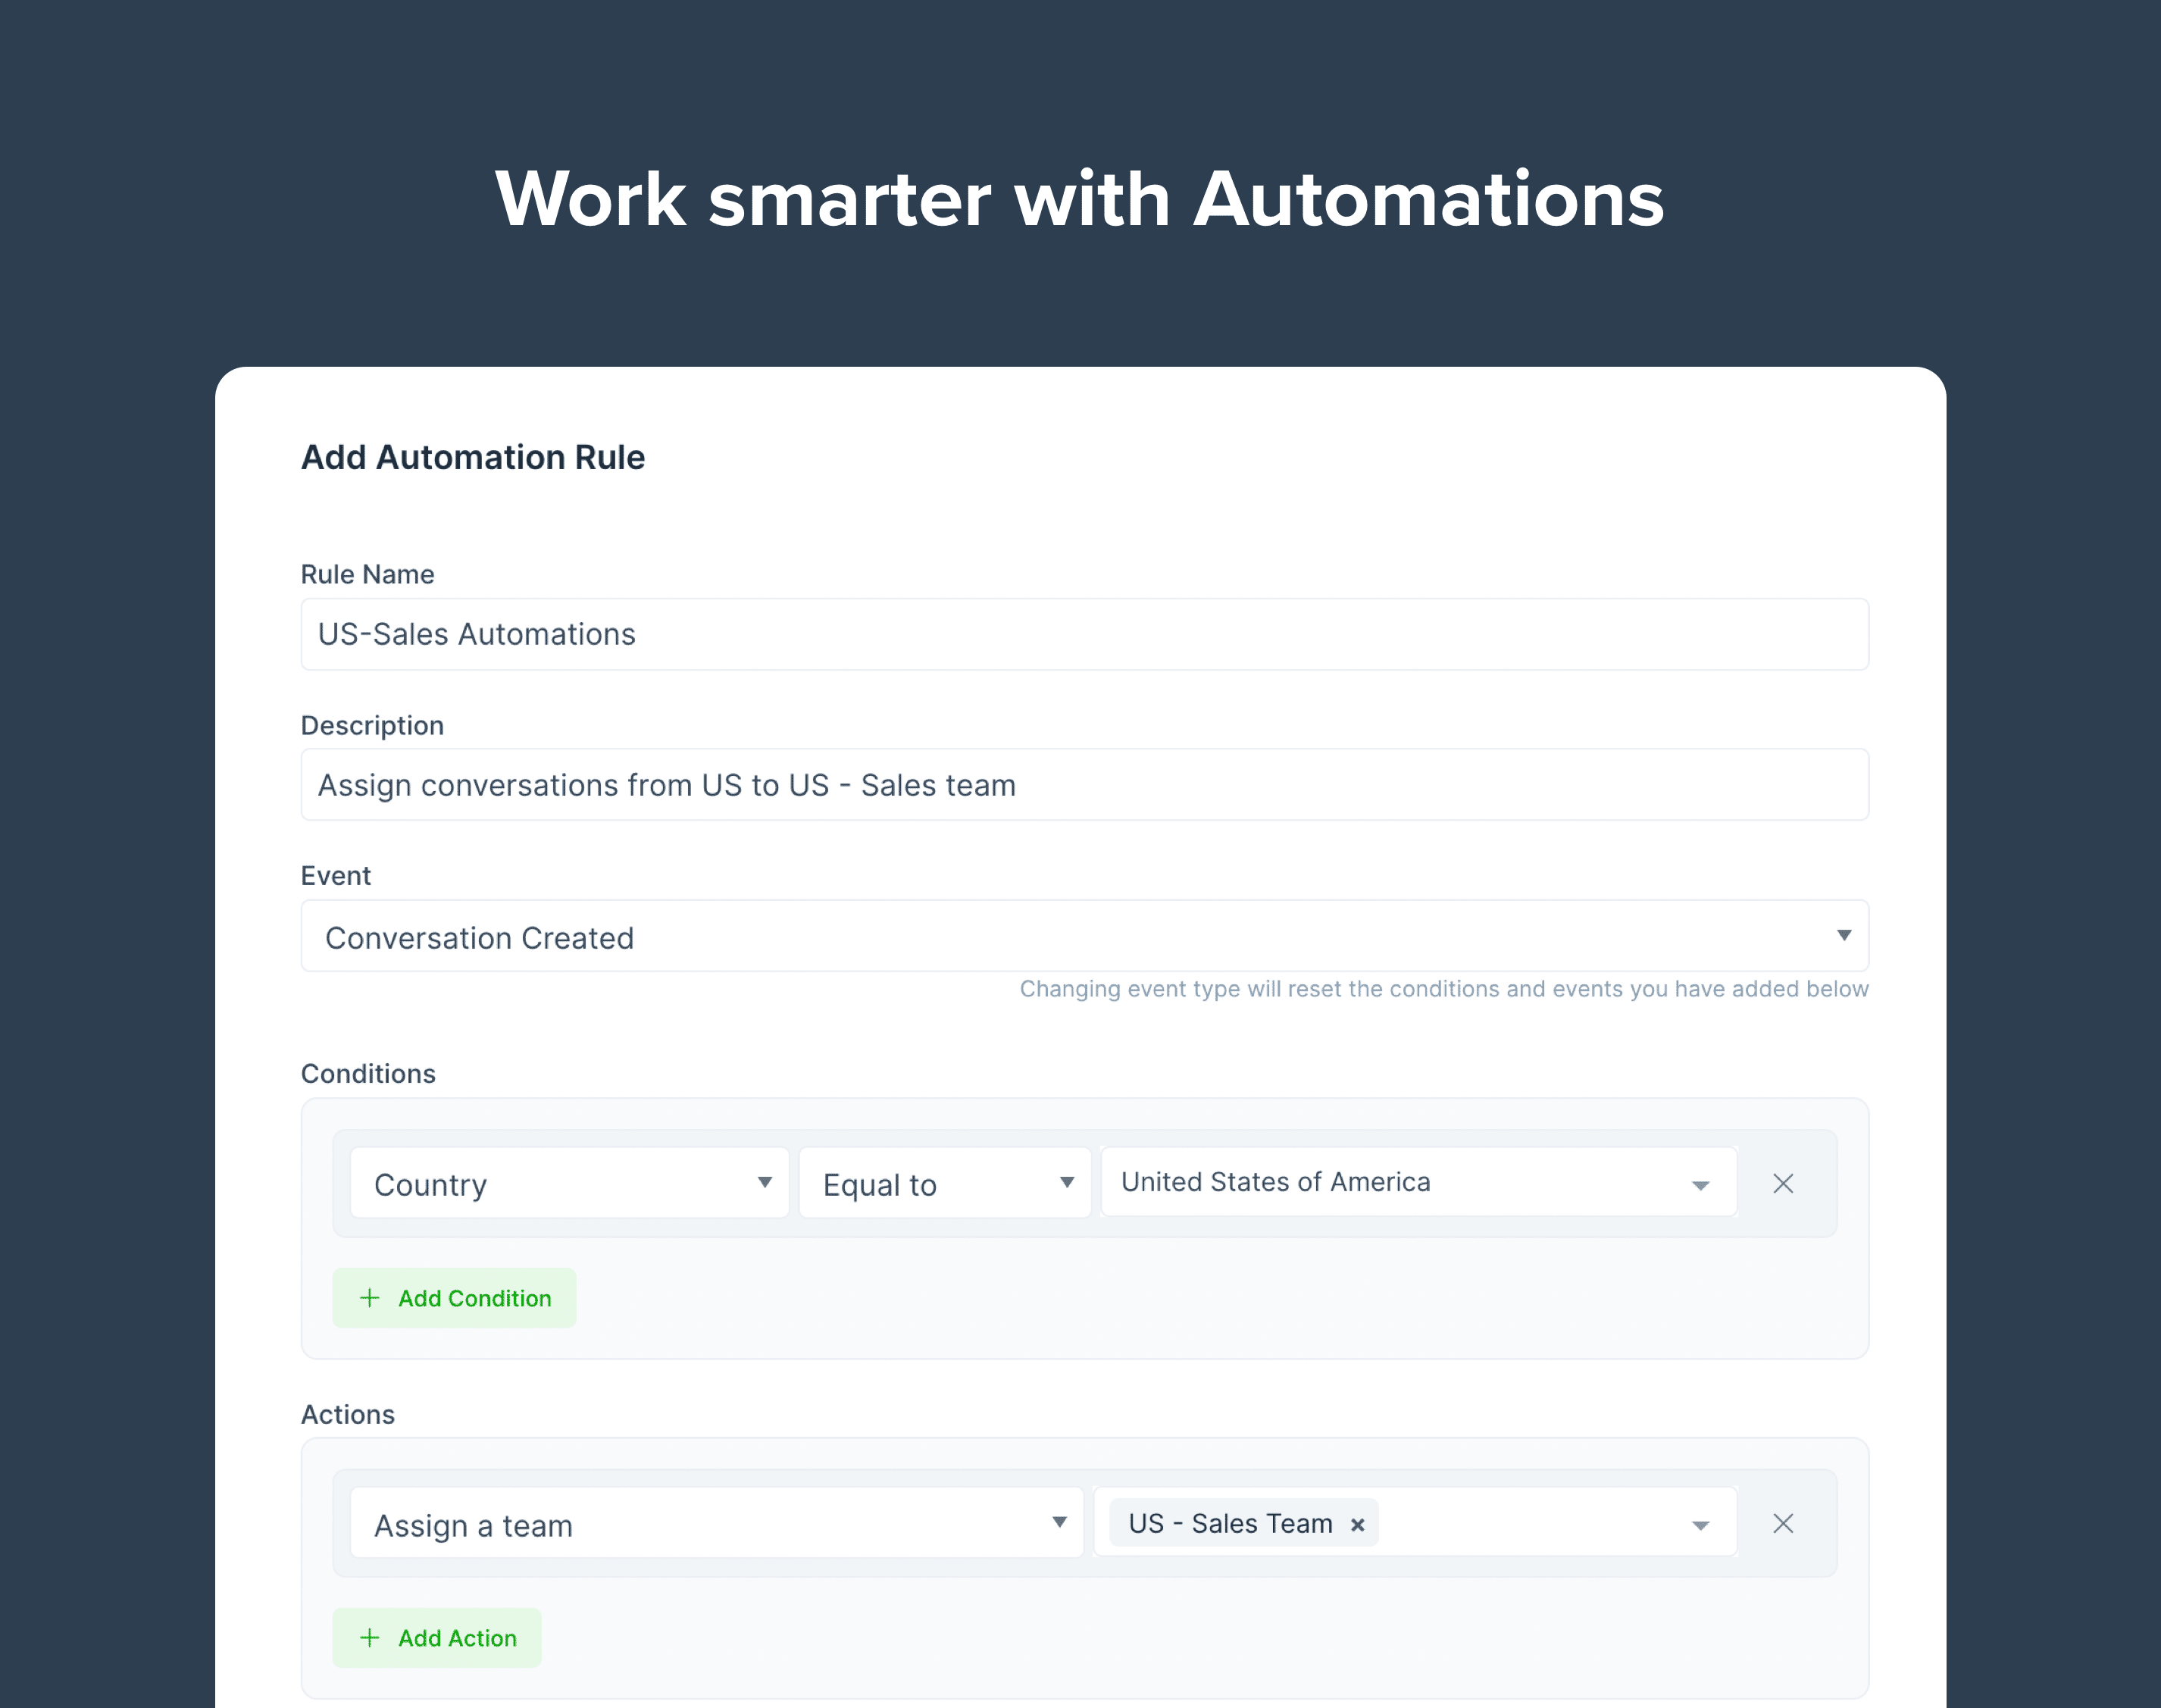 Work smarter with Automations
Add Automation Rule
Rule Name
US-Sales Automations
Description
Assign conversations from US to US - Sales team
Event
Conversation Created
Changing event type will reset the conditions and events you have added below
Conditions
Country Equal to United States of America
+ Add Condition
Actions
Assign a team US - Sales Team ×
+ Add Action